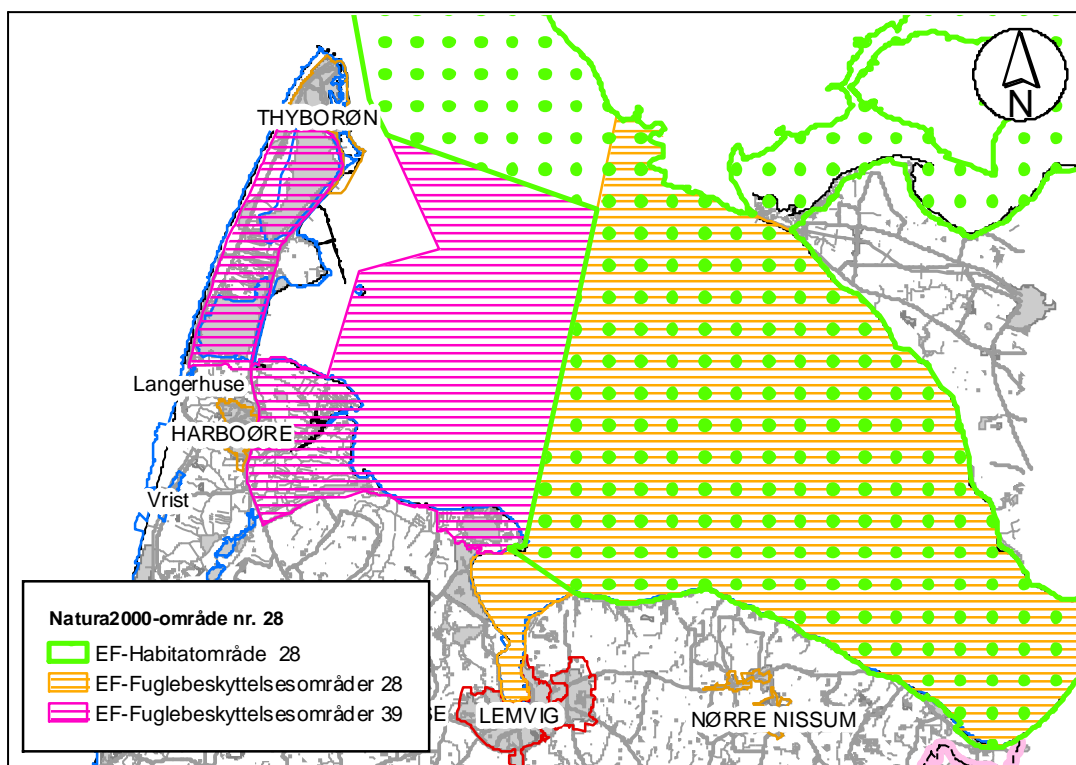 N
THYBORØN
Langerhuse
HARBOØRE
Vrist
Natura2000-område nr. 28
EF-Habitatområde 28
EF-Fuglebeskyttelsesområder 28
EF-Fuglebeskyttelsesområder 39
LEMVIG
NØRRE NISSUM